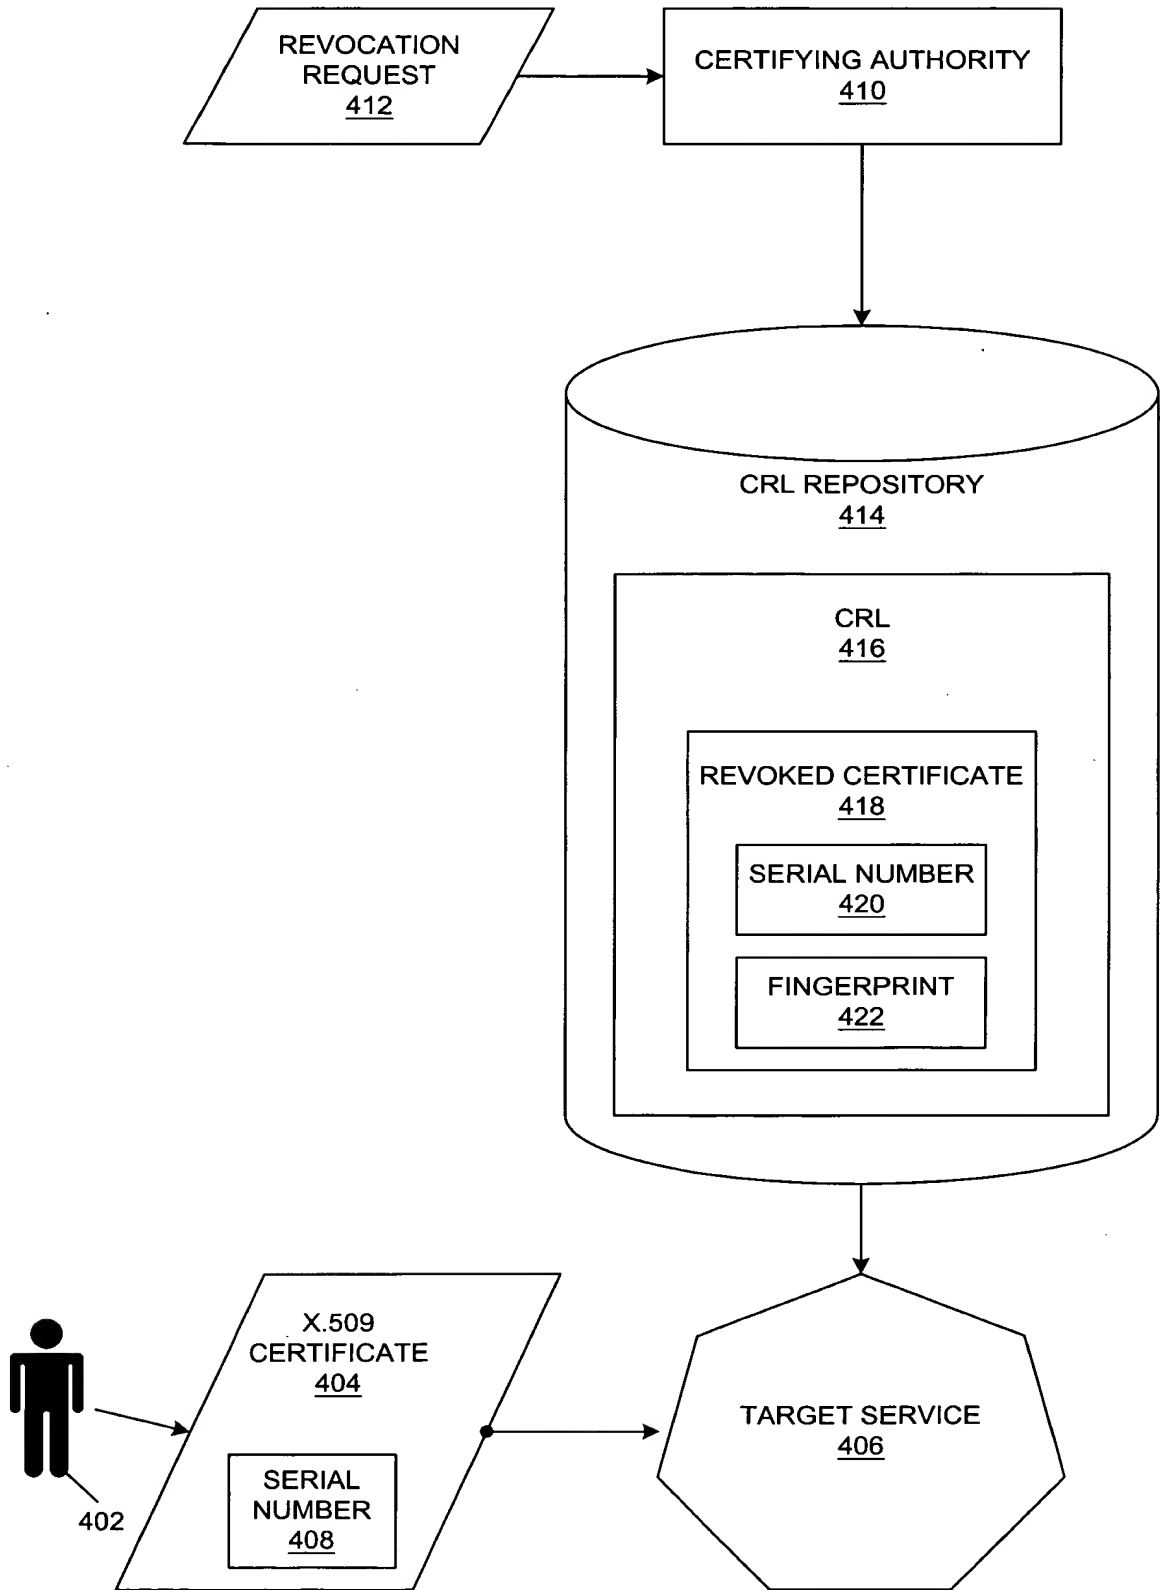 REVOCATION
REQUEST
412
CERTIFYING AUTHORITY
410
CRL REPOSITORY
414
CRL
416
REVOKED CERTIFICATE
418
SERIAL NUMBER
420
FINGERPRINT
422
X.509
CERTIFICATE
404
SERIAL
NUMBER
408
402
TARGET SERVICE
406